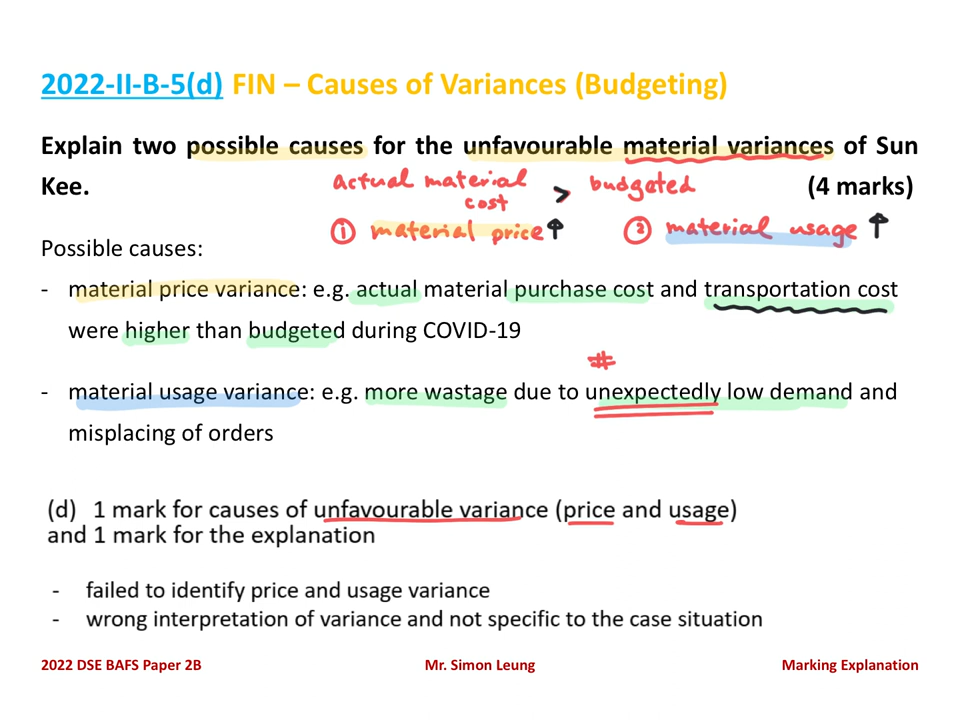 2022-II-B-5(d) FIN – Causes of Variances (Budgeting)
Explain two possible causes for the unfavourable material variances of Sun
Kee. (4 marks)
actual material cost > budgeted
① material price ↑ ② material usage ↑
Possible causes:
- material price variance: e.g. actual material purchase cost and transportation cost
were higher than budgeted during COVID-19
#
- material usage variance: e.g. more wastage due to unexpectedly low demand and
misplacing of orders
(d) 1 mark for causes of unfavourable variance (price and usage)
and 1 mark for the explanation
- failed to identify price and usage variance
- wrong interpretation of variance and not specific to the case situation
2022 DSE BAFS Paper 2B Mr. Simon Leung Marking Explanation